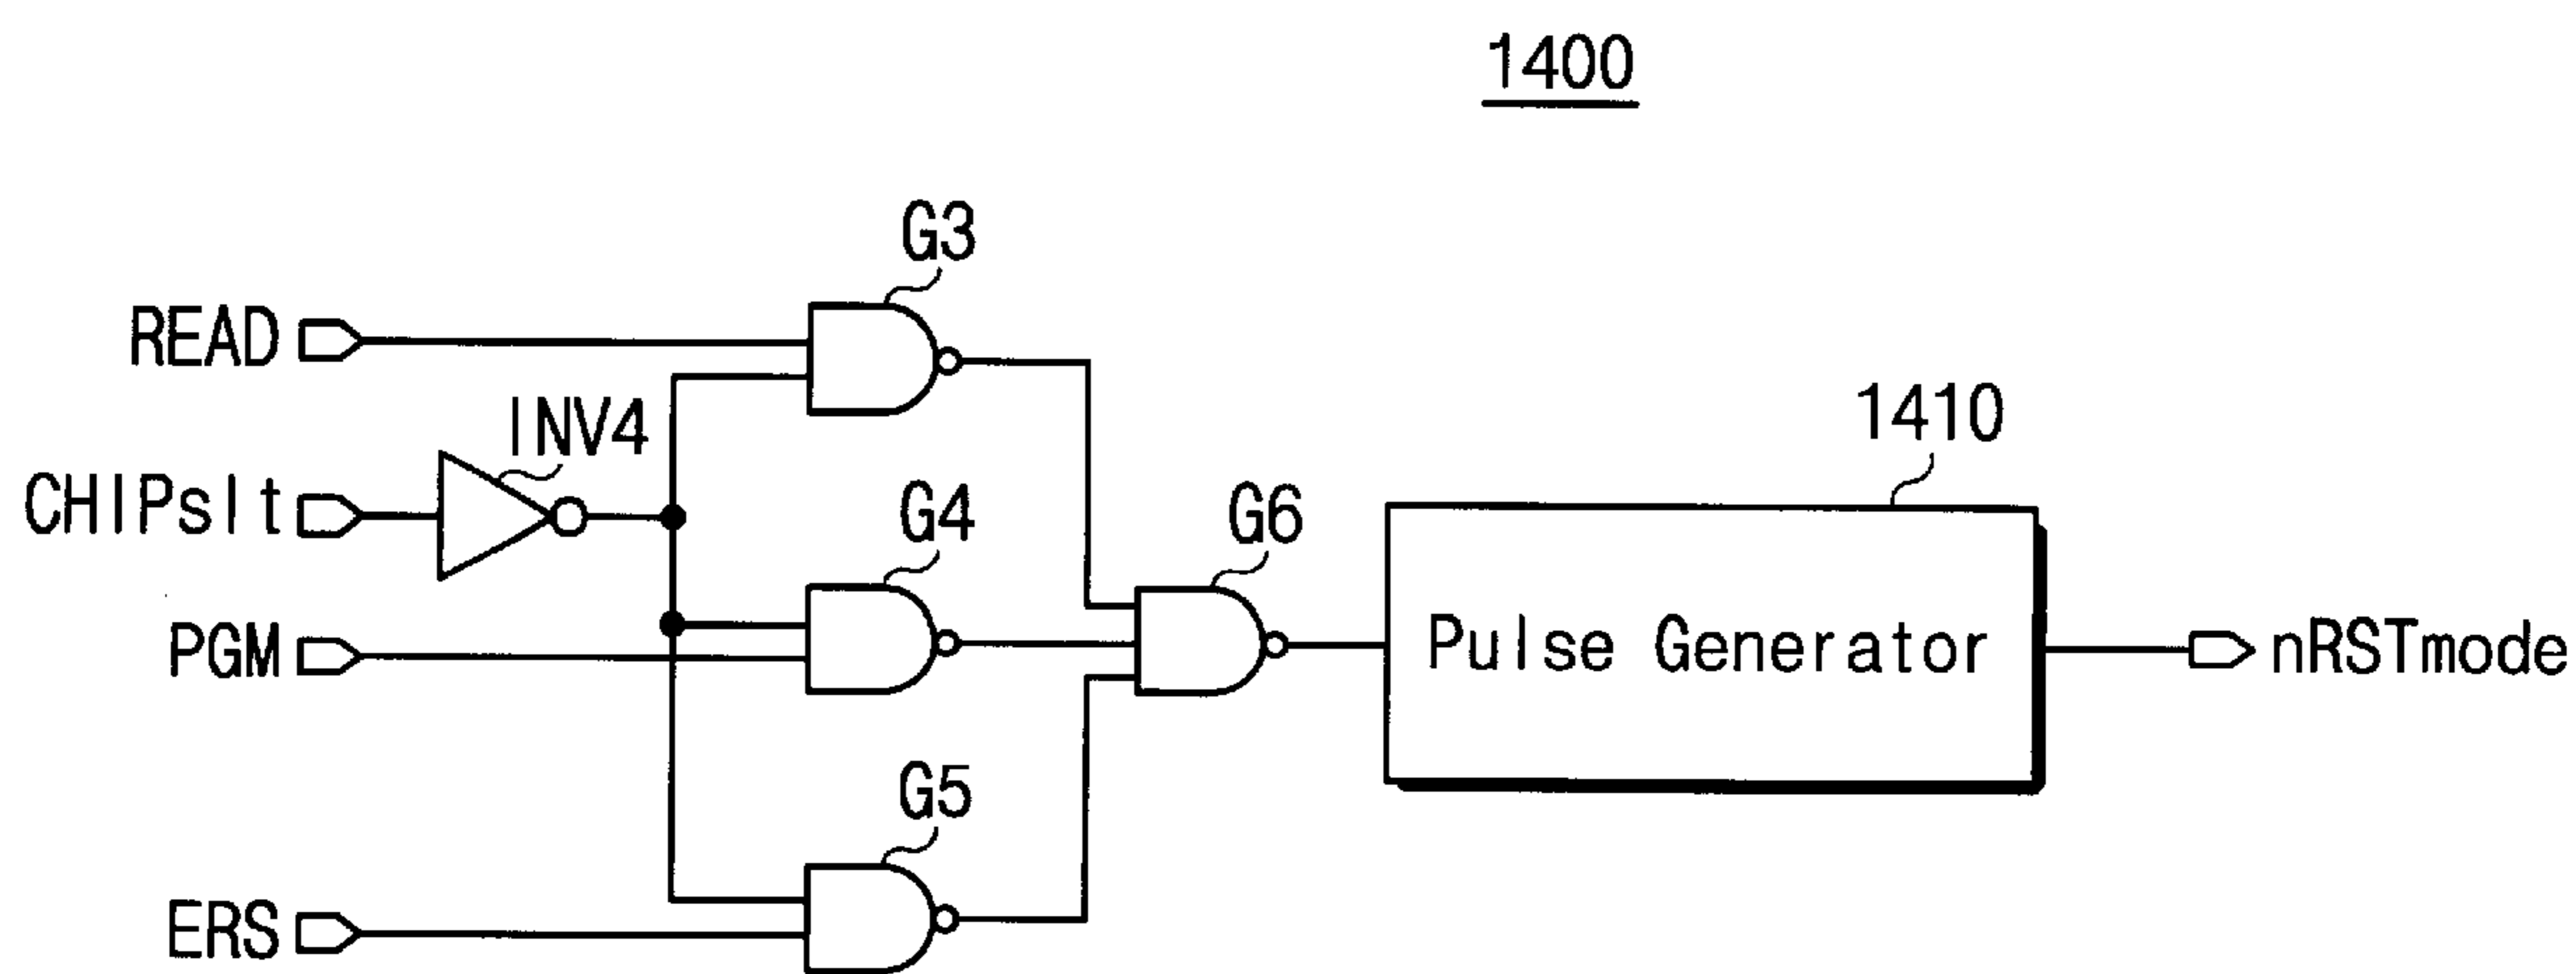 1400
G3
READ
INV4
1410
CHIPslt
G4
G6
PGM
Pulse Generator
nRSTmode
G5
ERS